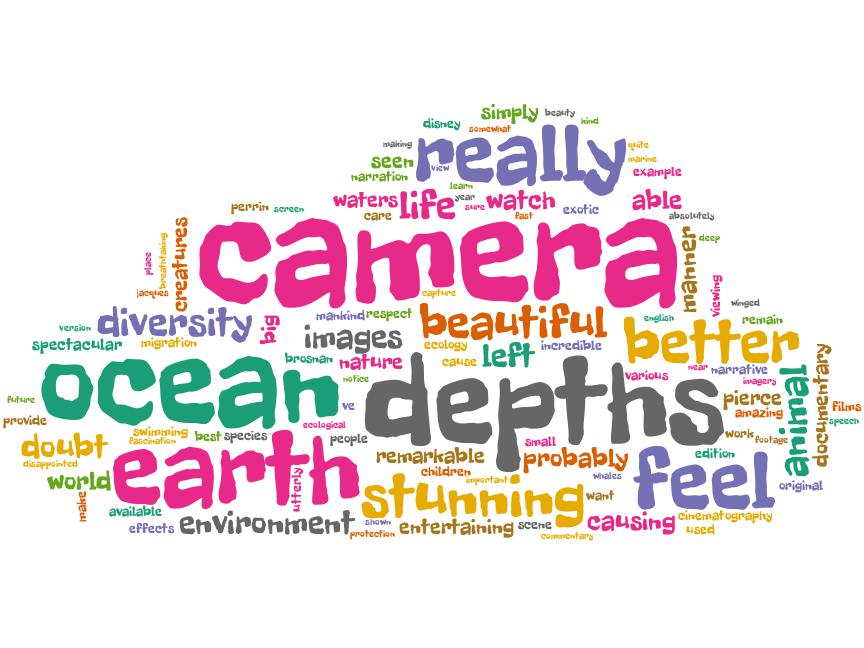 simply beauty
disney somewhat kind
making really quite
seen view marine
narration learn example
waters life year sure watch able
perrin screen care fast exotic absolutely
camera
place breathtaking creatures manner deep
jacques capture viewing winged
version diversity big mankind respect beautiful english remain
spectacular migration images ecology left incredible better
ocean brosnan nature cause near narrative
notice depths various imagery
future ve pierce animal documentary
provide ecological amazing films
doubt swimming best species people small work footage speech
disappointed fascination remarkable probably edition
world earth utterly children whales feel original
make stunning important want
available shown causing cinematography
effects environment entertaining scene used
protection commentary